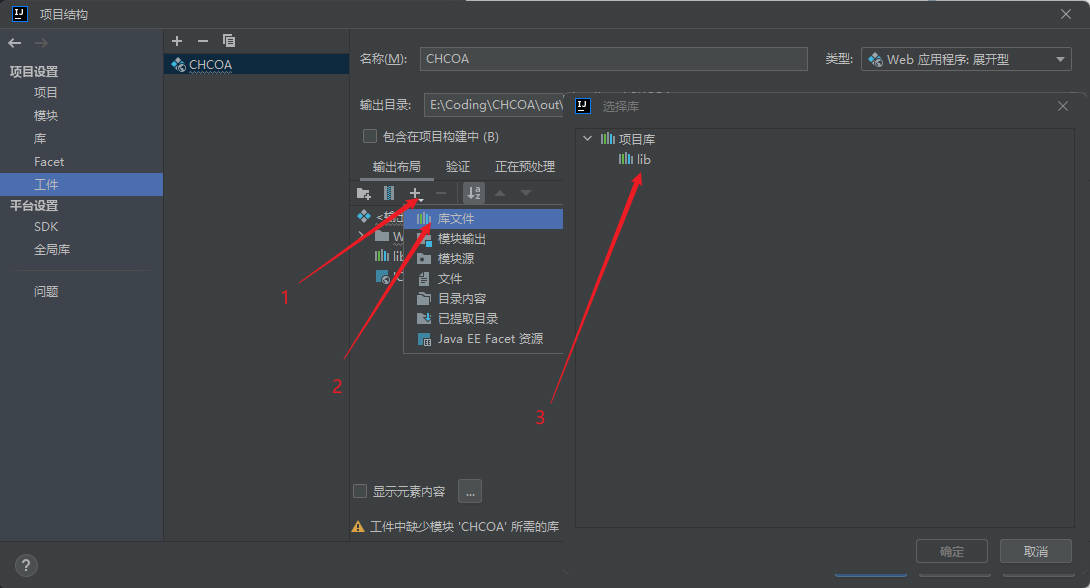 项目结构
项目设置
项目
模块
库
Facet
工件
平台设置
SDK
全局库
问题
CHCOA
名称(M):
CHCOA
类型:
Web 应用程序: 展开型
输出目录:
E:\Coding\CHCOA\out\
包含在项目构建中 (B)
输出布局
验证
正在预处理
<输出
W
lib
库文件
模块输出
模块源
文件
目录内容
已提取目录
Java EE Facet 资源
1
2
显示元素内容
...
工件中缺少模块 'CHCOA' 所需的库
选择库
项目库
lib
3
确定
取消
?